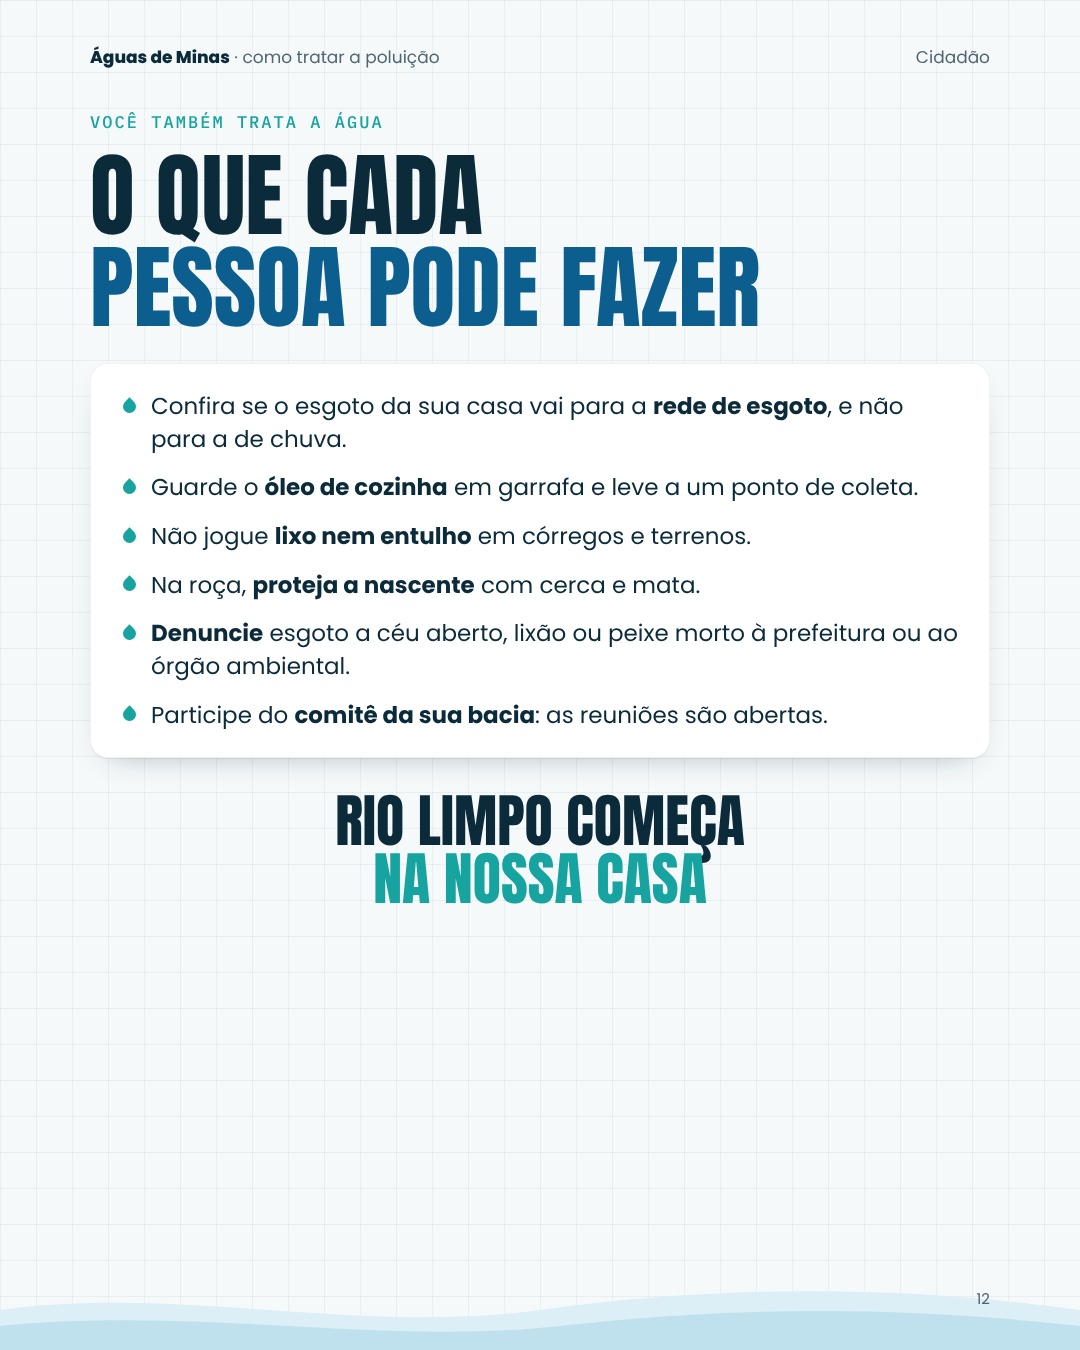 Águas de Minas · como tratar a poluição
Cidadão
VOCÊ TAMBÉM TRATA A ÁGUA
O QUE CADA
PESSOA PODE FAZER
Confira se o esgoto da sua casa vai para a rede de esgoto, e não
para a de chuva.
Guarde o óleo de cozinha em garrafa e leve a um ponto de coleta.
Não jogue lixo nem entulho em córregos e terrenos.
Na roça, proteja a nascente com cerca e mata.
Denuncie esgoto a céu aberto, lixão ou peixe morto à prefeitura ou ao
órgão ambiental.
Participe do comitê da sua bacia: as reuniões são abertas.
RIO LIMPO COMEÇA
NA NOSSA CASA
12